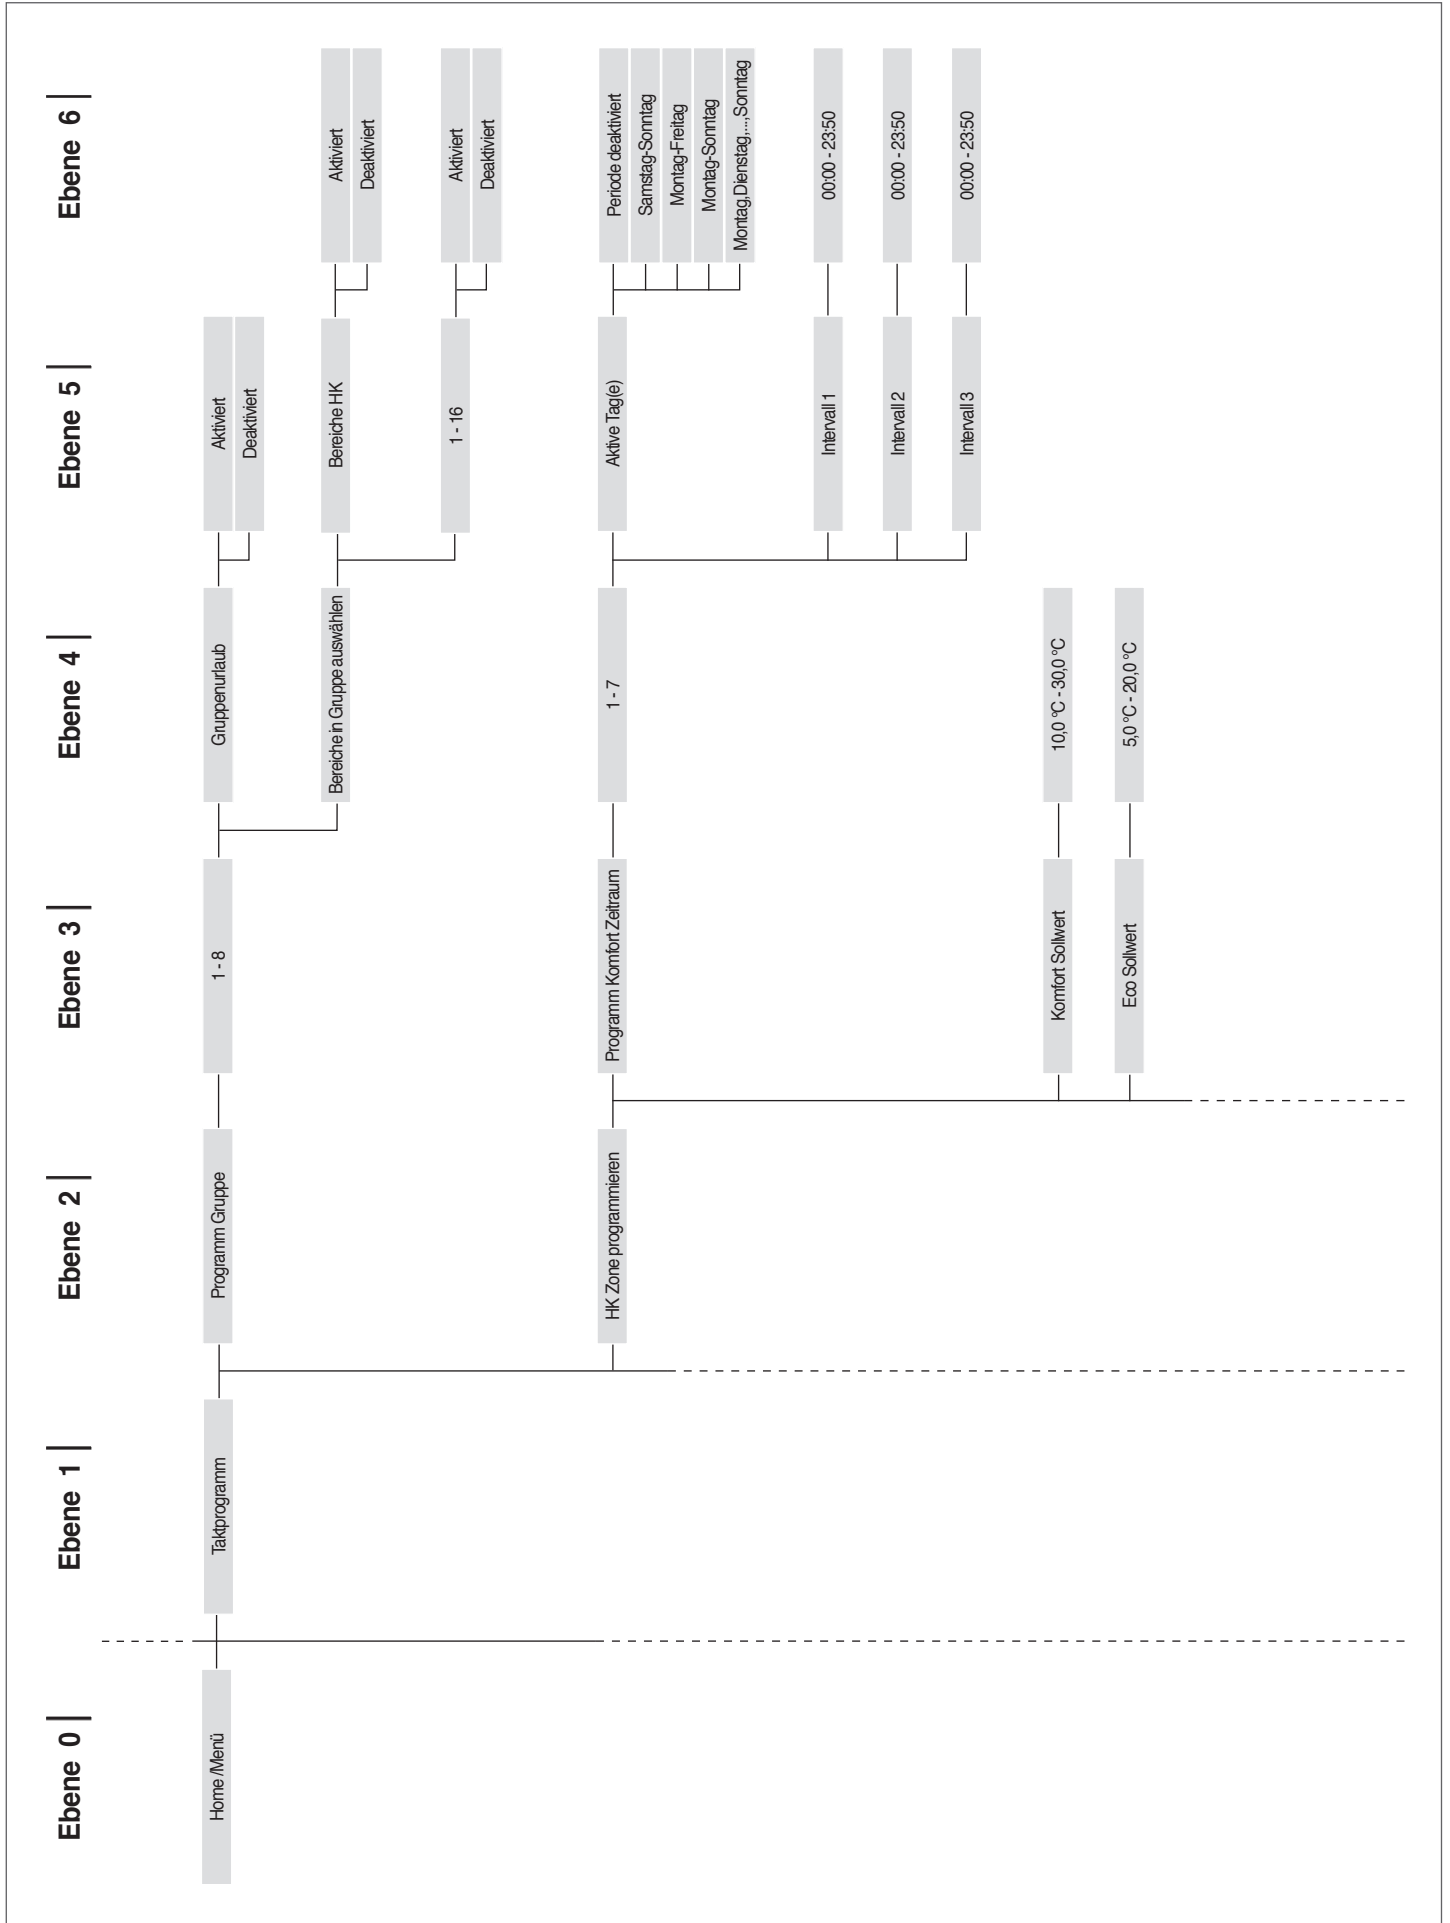 Ebene 0
Ebene 1
Ebene 2
Ebene 3
Ebene 4
Ebene 5
Ebene 6
Home /Menü
Taktprogramm
Programm Gruppe
1 - 8
Gruppenurlaub
Aktiviert
Deaktiviert
Bereiche in Gruppe auswählen
Bereiche HK
Aktiviert
Deaktiviert
1 - 16
Aktiviert
Deaktiviert
HK Zone programmieren
Programm Komfort Zeitraum
1 - 7
Aktive Tag(e)
Periode deaktiviert
Samstag-Sonntag
Montag-Freitag
Montag-Sonntag
Montag,Dienstag,...,Sonntag
Intervall 1
00:00 - 23:50
Intervall 2
00:00 - 23:50
Intervall 3
00:00 - 23:50
Komfort Sollwert
10,0 °C - 30,0 °C
Eco Sollwert
5,0 °C - 20,0 °C